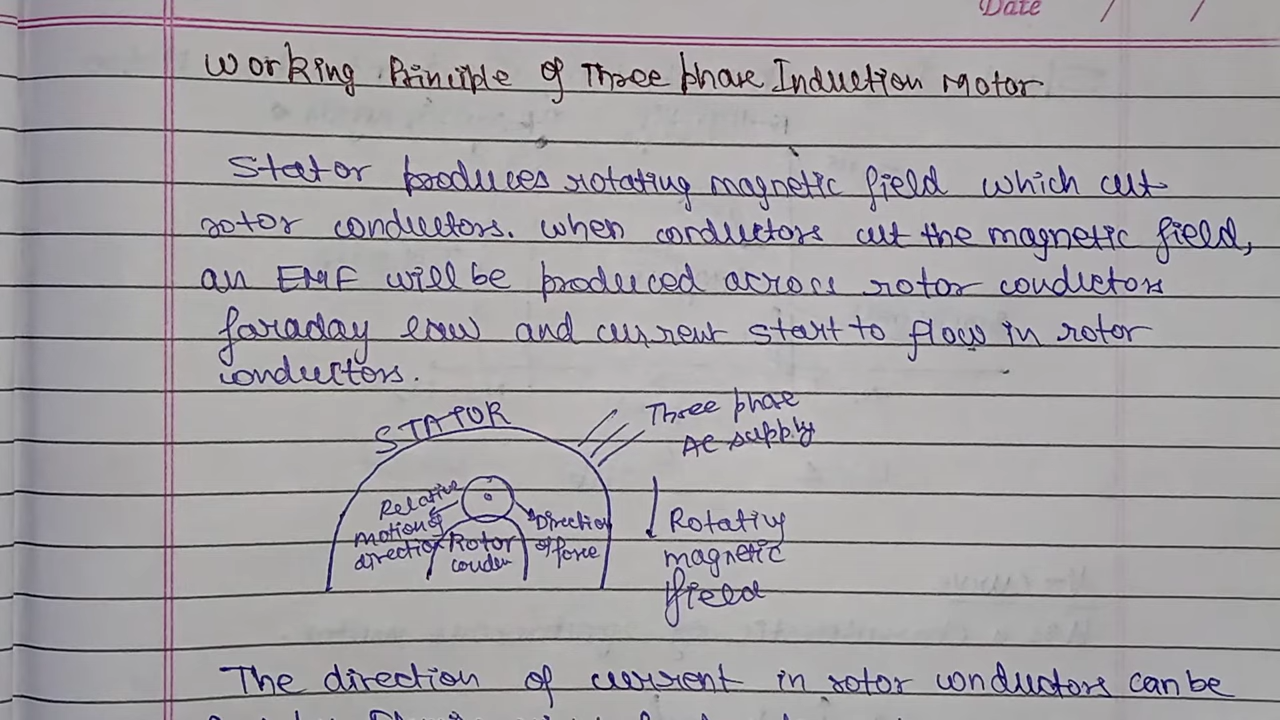 Date / /
Working Principle of Three phase Induction Motor
Stator produces rotating magnetic field which cut
rotor conductors. when conductors cut the magnetic field,
an EMF will be produced across rotor conductors
faraday law and current start to flow in rotor
conductors.
STATOR
Three phase
AC supply
Relative
motion of
direction
Rotor
conden
Direction
of force
Rotating
magnetic
field
The direction of current in rotor conductors can be